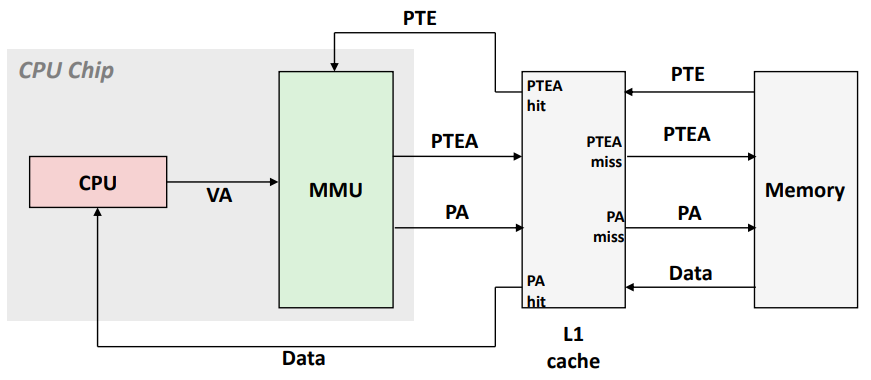 PTE
CPU Chip
PTEA
hit
PTE
PTEA
PTEA
miss
PTEA
CPU
VA
MMU
Memory
PA
PA
miss
PA
PA
hit
Data
Data
L1
cache